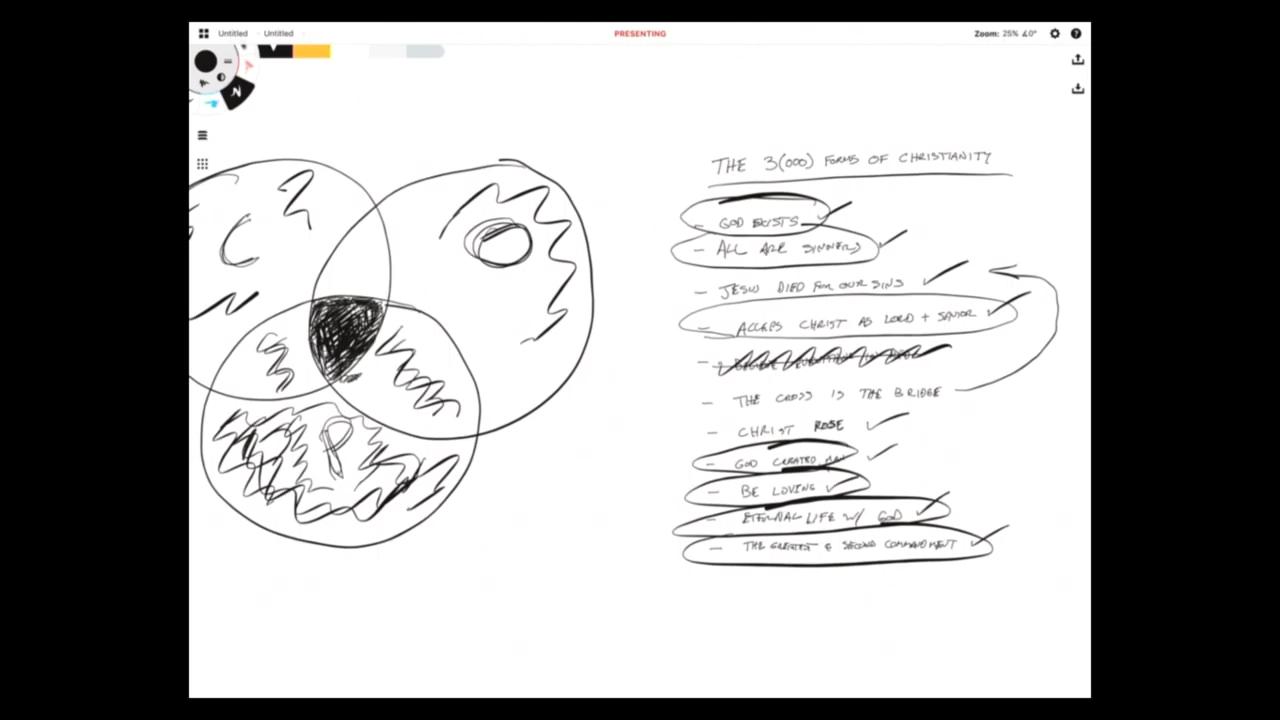 Untitled Untitled
PRESENTING
Zoom: 25% ∡0°
C
O
P
THE 3(000) FORMS OF CHRISTIANITY
- GOD EXISTS
- ALL ARE SINNERS
- JESUS DIED FOR OUR SINS
- ACCEPS CHRIST AS LORD + SAVIOR
- THE CROSS IS THE BRIDGE
- CHRIST ROSE
- GOD CREATED
- BE LOVING
- ETERNAL LIFE W/ GOD
- THE GREATEST & SECOND COMMANDMENT